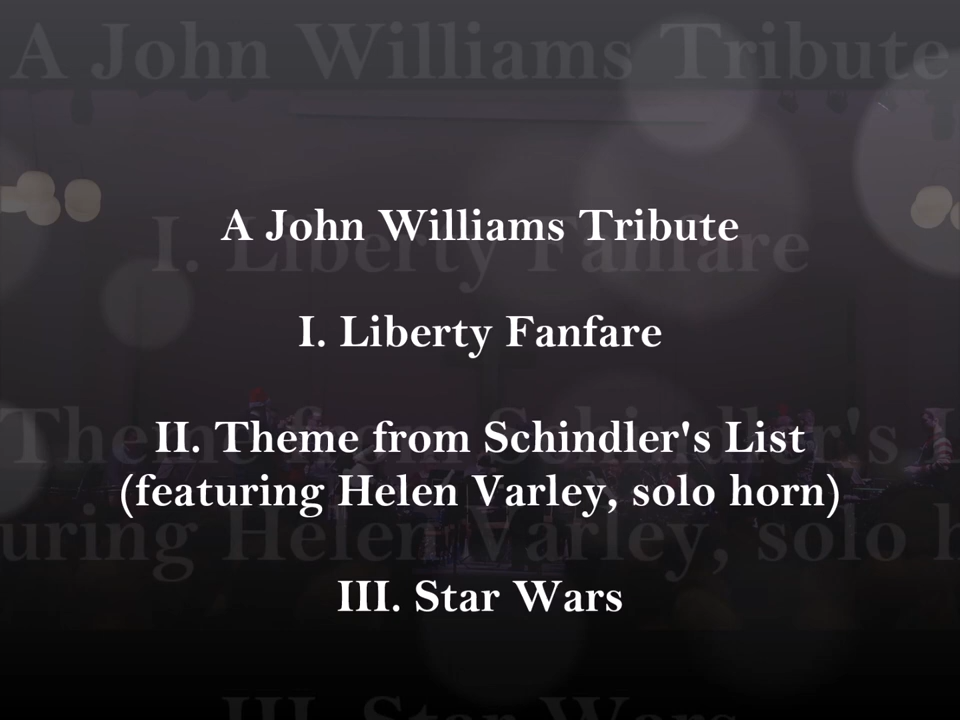 A John Williams Tribute
I. Liberty Fanfare
II. Theme from Schindler's List
(featuring Helen Varley, solo horn)
III. Star Wars